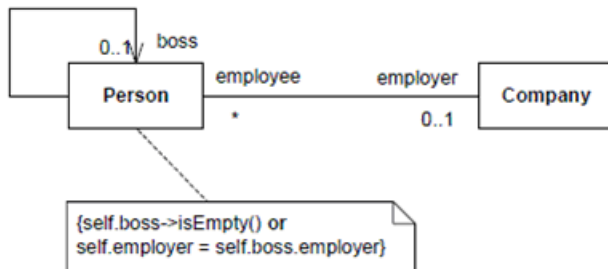 0..1 boss
Person
employee employer
* 0..1
Company
{self.boss->isEmpty() or
self.employer = self.boss.employer}